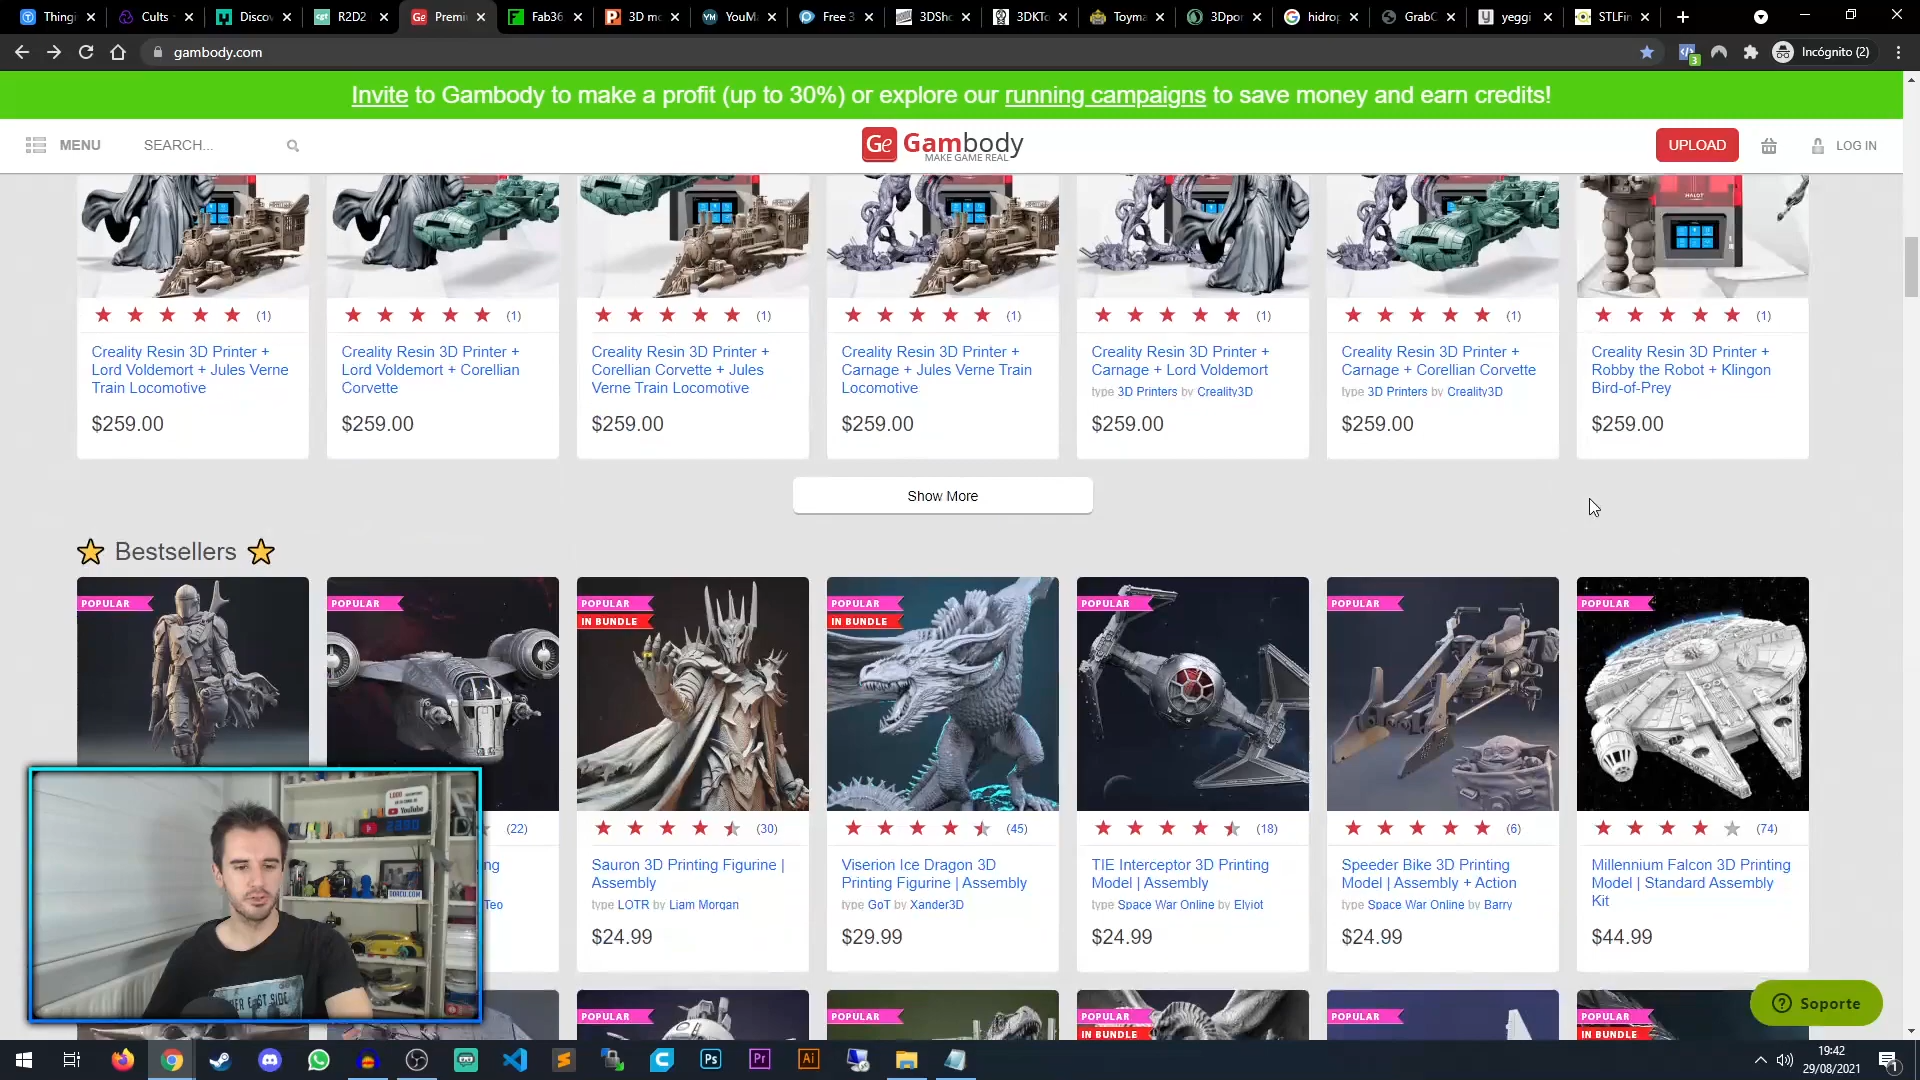 Thingi
Cults
Discov
R2D2
Premi
Fab36
3D mo
YouM
Free 3
3DSho
3DKTo
Toyma
3Dpor
hidrop
GrabC
yeggi
STLFin
gambody.com
Incógnito (2)
Invite to Gambody to make a profit (up to 30%) or explore our running campaigns to save money and earn credits!
MENU
SEARCH...
Ge Gambody
MAKE GAME REAL
UPLOAD
LOG IN
(1)
(1)
(1)
(1)
(1)
(1)
(1)
Creality Resin 3D Printer +
Lord Voldemort + Jules Verne
Train Locomotive
$259.00
Creality Resin 3D Printer +
Lord Voldemort + Corellian
Corvette
$259.00
Creality Resin 3D Printer +
Corellian Corvette + Jules
Verne Train Locomotive
$259.00
Creality Resin 3D Printer +
Carnage + Jules Verne Train
Locomotive
$259.00
Creality Resin 3D Printer +
Carnage + Lord Voldemort
type 3D Printers by Creality3D
$259.00
Creality Resin 3D Printer +
Carnage + Corellian Corvette
type 3D Printers by Creality3D
$259.00
Creality Resin 3D Printer +
Robby the Robot + Klingon
Bird-of-Prey
$259.00
Show More
Bestsellers
POPULAR
POPULAR
POPULAR
IN BUNDLE
POPULAR
IN BUNDLE
POPULAR
POPULAR
POPULAR
(22)
ng
Teo
(30)
Sauron 3D Printing Figurine |
Assembly
type LOTR by Liam Morgan
$24.99
(45)
Viserion Ice Dragon 3D
Printing Figurine | Assembly
type GoT by Xander3D
$29.99
(18)
TIE Interceptor 3D Printing
Model | Assembly
type Space War Online by Elyiot
$24.99
(6)
Speeder Bike 3D Printing
Model | Assembly + Action
type Space War Online by Barry
$24.99
(74)
Millennium Falcon 3D Printing
Model | Standard Assembly
Kit
$44.99
YouTube
POPULAR
POPULAR
POPULAR
IN BUNDLE
POPULAR
POPULAR
IN BUNDLE
Soporte
Ps
Pr
Ai
19:42
29/08/2021
1